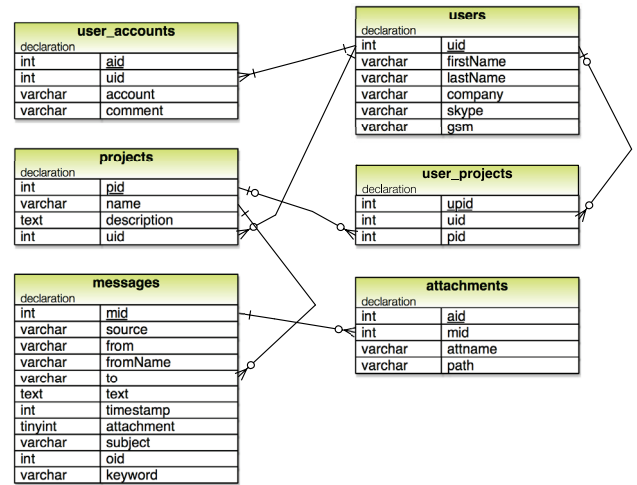 user_accounts
declaration
int aid
int uid
varchar account
varchar comment
users
declaration
int uid
varchar firstName
varchar lastName
varchar company
varchar skype
varchar gsm
projects
declaration
int pid
varchar name
text description
int uid
user_projects
declaration
int upid
int uid
int pid
messages
declaration
int mid
varchar source
varchar from
varchar fromName
varchar to
text text
int timestamp
tinyint attachment
varchar subject
int oid
varchar keyword
attachments
declaration
int aid
int mid
varchar attname
varchar path